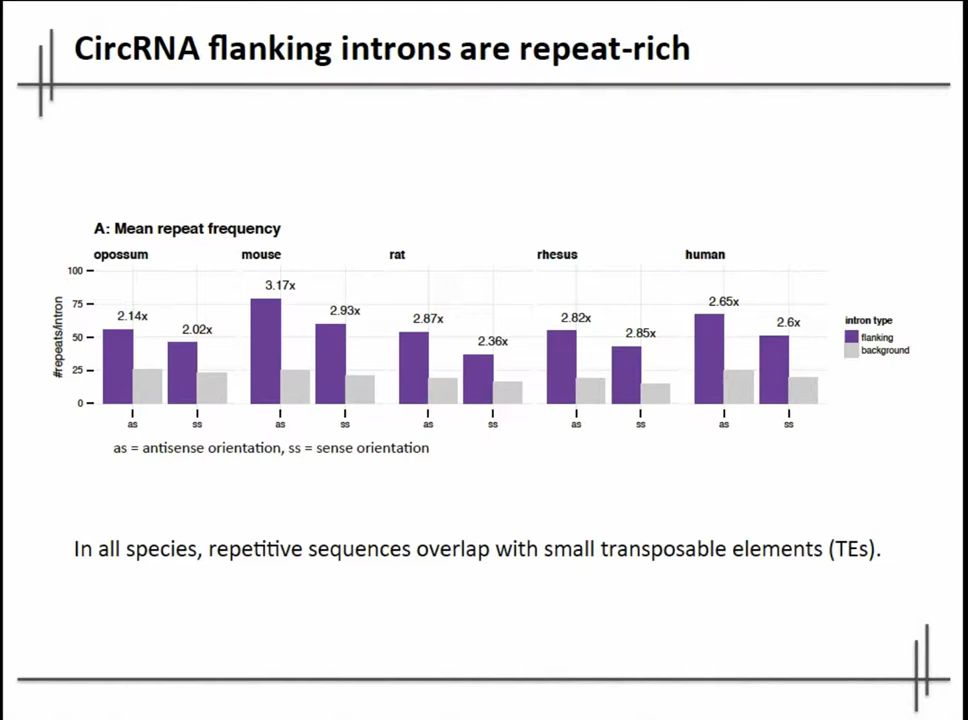 CircRNA flanking introns are repeat-rich
A: Mean repeat frequency
opossum mouse rat rhesus human
100
75
50
25
0
#repeats/intron
2.14x 2.02x 3.17x 2.93x 2.87x 2.36x 2.82x 2.85x 2.65x 2.6x
as ss as ss as ss as ss as ss
intron type
flanking
background
as = antisense orientation, ss = sense orientation
In all species, repetitive sequences overlap with small transposable elements (TEs).